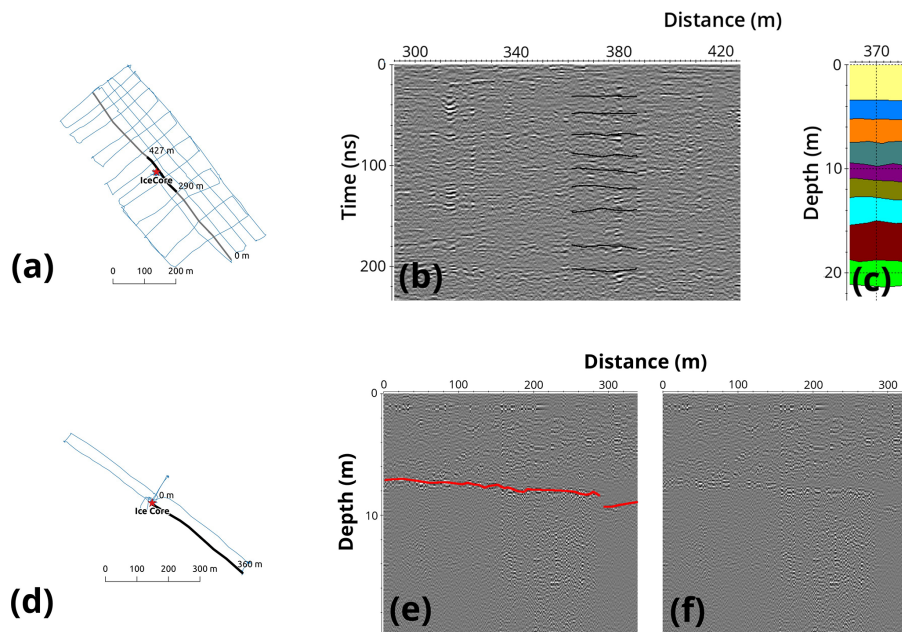 Distance (m)
300 340 380 420
370
0
100
200
Time (ns)
0
10
20
Depth (m)
427 m
IceCore
290 m
0 m
0 100 200 m
(a)
(b)
(c)
Distance (m)
0 100 200 300
0 100 200 300
0
10
Depth (m)
0 m
Ice Core
360 m
0 100 200 300 m
(d)
(e)
(f)